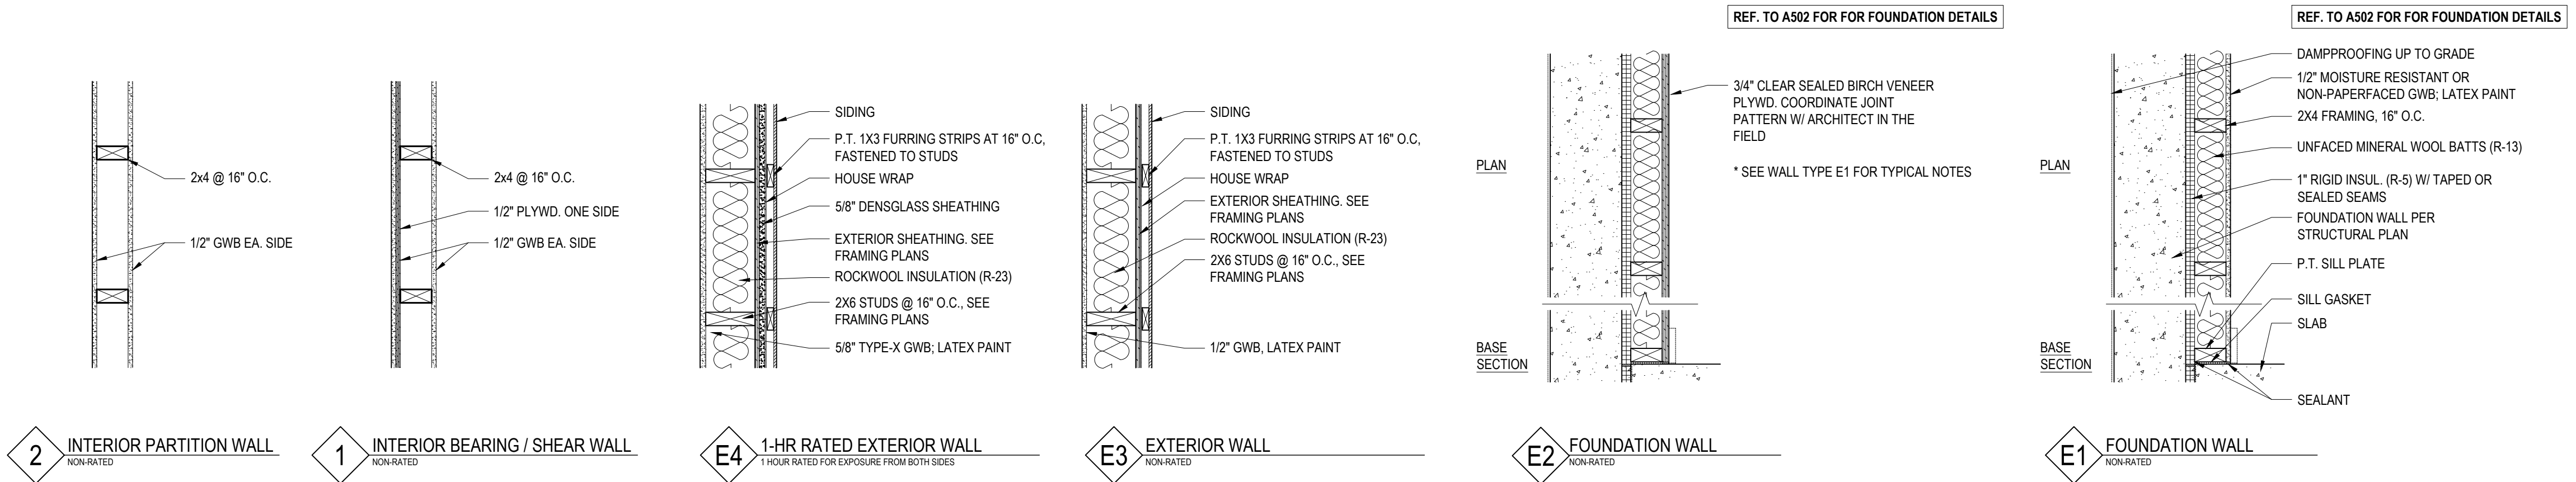 2x4 @ 16" O.C.
1/2" GWB EA. SIDE
2
INTERIOR PARTITION WALL
NON-RATED
2x4 @ 16" O.C.
1/2" PLYWD. ONE SIDE
1/2" GWB EA. SIDE
1
INTERIOR BEARING / SHEAR WALL
NON-RATED
SIDING
P.T. 1X3 FURRING STRIPS AT 16" O.C,
FASTENED TO STUDS
HOUSE WRAP
5/8" DENSGLASS SHEATHING
EXTERIOR SHEATHING. SEE
FRAMING PLANS
ROCKWOOL INSULATION (R-23)
2X6 STUDS @ 16" O.C., SEE
FRAMING PLANS
5/8" TYPE-X GWB; LATEX PAINT
E4
1-HR RATED EXTERIOR WALL
1 HOUR RATED FOR EXPOSURE FROM BOTH SIDES
SIDING
P.T. 1X3 FURRING STRIPS AT 16" O.C,
FASTENED TO STUDS
HOUSE WRAP
EXTERIOR SHEATHING. SEE
FRAMING PLANS
ROCKWOOL INSULATION (R-23)
2X6 STUDS @ 16" O.C., SEE
FRAMING PLANS
1/2" GWB, LATEX PAINT
E3
EXTERIOR WALL
NON-RATED
REF. TO A502 FOR FOR FOUNDATION DETAILS
3/4" CLEAR SEALED BIRCH VENEER
PLYWD. COORDINATE JOINT
PATTERN W/ ARCHITECT IN THE
FIELD
* SEE WALL TYPE E1 FOR TYPICAL NOTES
PLAN
BASE
SECTION
E2
FOUNDATION WALL
NON-RATED
REF. TO A502 FOR FOR FOUNDATION DETAILS
DAMPPROOFING UP TO GRADE
1/2" MOISTURE RESISTANT OR
NON-PAPERFACED GWB; LATEX PAINT
2X4 FRAMING, 16" O.C.
UNFACED MINERAL WOOL BATTS (R-13)
1" RIGID INSUL. (R-5) W/ TAPED OR
SEALED SEAMS
FOUNDATION WALL PER
STRUCTURAL PLAN
P.T. SILL PLATE
SILL GASKET
SLAB
SEALANT
PLAN
BASE
SECTION
E1
FOUNDATION WALL
NON-RATED